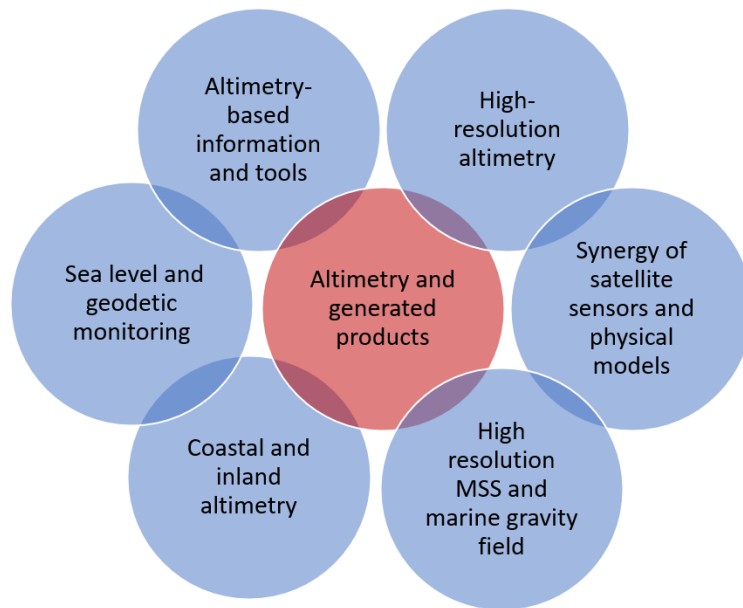 Altimetry-
based
information
and tools
High-
resolution
altimetry
Sea level and
geodetic
monitoring
Altimetry and
generated
products
Synergy of
satellite
sensors and
physical
models
Coastal and
inland
altimetry
High
resolution
MSS and
marine gravity
field